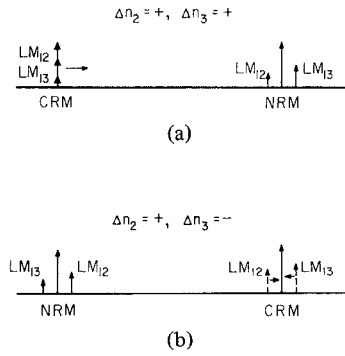 Δn₂ = +, Δn₃ = +
LM₁₂
LM₁₃
LM₁₂ LM₁₃
CRM NRM
(a)
Δn₂ = +, Δn₃ = −
LM₁₃ LM₁₂ LM₁₂ LM₁₃
NRM CRM
(b)